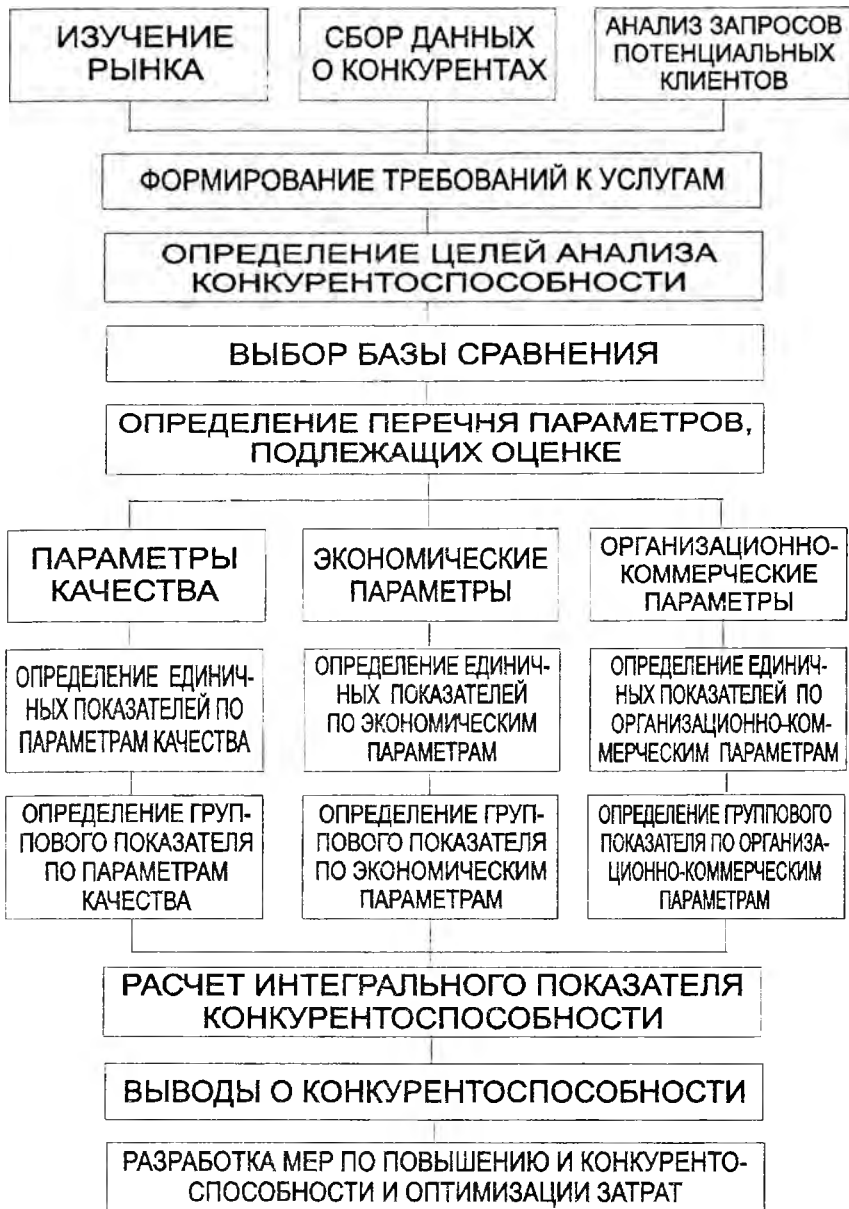 ИЗУЧЕНИЕ
РЫНКА
СБОР ДАННЫХ
О КОНКУРЕНТАХ
АНАЛИЗ ЗАПРОСОВ
ПОТЕНЦИАЛЬНЫХ
КЛИЕНТОВ
ФОРМИРОВАНИЕ ТРЕБОВАНИЙ К УСЛУГАМ
ОПРЕДЕЛЕНИЕ ЦЕЛЕЙ АНАЛИЗА
КОНКУРЕНТОСПОСОБНОСТИ
ВЫБОР БАЗЫ СРАВНЕНИЯ
ОПРЕДЕЛЕНИЕ ПЕРЕЧНЯ ПАРАМЕТРОВ,
ПОДЛЕЖАЩИХ ОЦЕНКЕ
ПАРАМЕТРЫ
КАЧЕСТВА
ЭКОНОМИЧЕСКИЕ
ПАРАМЕТРЫ
ОРГАНИЗАЦИОННО-
КОММЕРЧЕСКИЕ
ПАРАМЕТРЫ
ОПРЕДЕЛЕНИЕ ЕДИНИЧ-
НЫХ ПОКАЗАТЕЛЕЙ ПО
ПАРАМЕТРАМ КАЧЕСТВА
ОПРЕДЕЛЕНИЕ ЕДИНИЧ-
НЫХ ПОКАЗАТЕЛЕЙ
ПО ЭКОНОМИЧЕСКИМ
ПАРАМЕТРАМ
ОПРЕДЕЛЕНИЕ ЕДИНИЧ-
НЫХ ПОКАЗАТЕЛЕЙ ПО
ОРГАНИЗАЦИОННО-КОМ-
МЕРЧЕСКИМ ПАРАМЕТРАМ
ОПРЕДЕЛЕНИЕ ГРУП-
ПОВОГО ПОКАЗАТЕЛЯ
ПО ПАРАМЕТРАМ
КАЧЕСТВА
ОПРЕДЕЛЕНИЕ ГРУП-
ПОВОГО ПОКАЗАТЕЛЯ
ПО ЭКОНОМИЧЕСКИМ
ПАРАМЕТРАМ
ОПРЕДЕЛЕНИЕ ГРУППОВОГО
ПОКАЗАТЕЛЯ ПО ОРГАНИЗА-
ЦИОННО-КОММЕРЧЕСКИМ
ПАРАМЕТРАМ
РАСЧЕТ ИНТЕГРАЛЬНОГО ПОКАЗАТЕЛЯ
КОНКУРЕНТОСПОСОБНОСТИ
ВЫВОДЫ О КОНКУРЕНТОСПОСОБНОСТИ
РАЗРАБОТКА МЕР ПО ПОВЫШЕНИЮ И КОНКУРЕНТО-
СПОСОБНОСТИ И ОПТИМИЗАЦИИ ЗАТРАТ